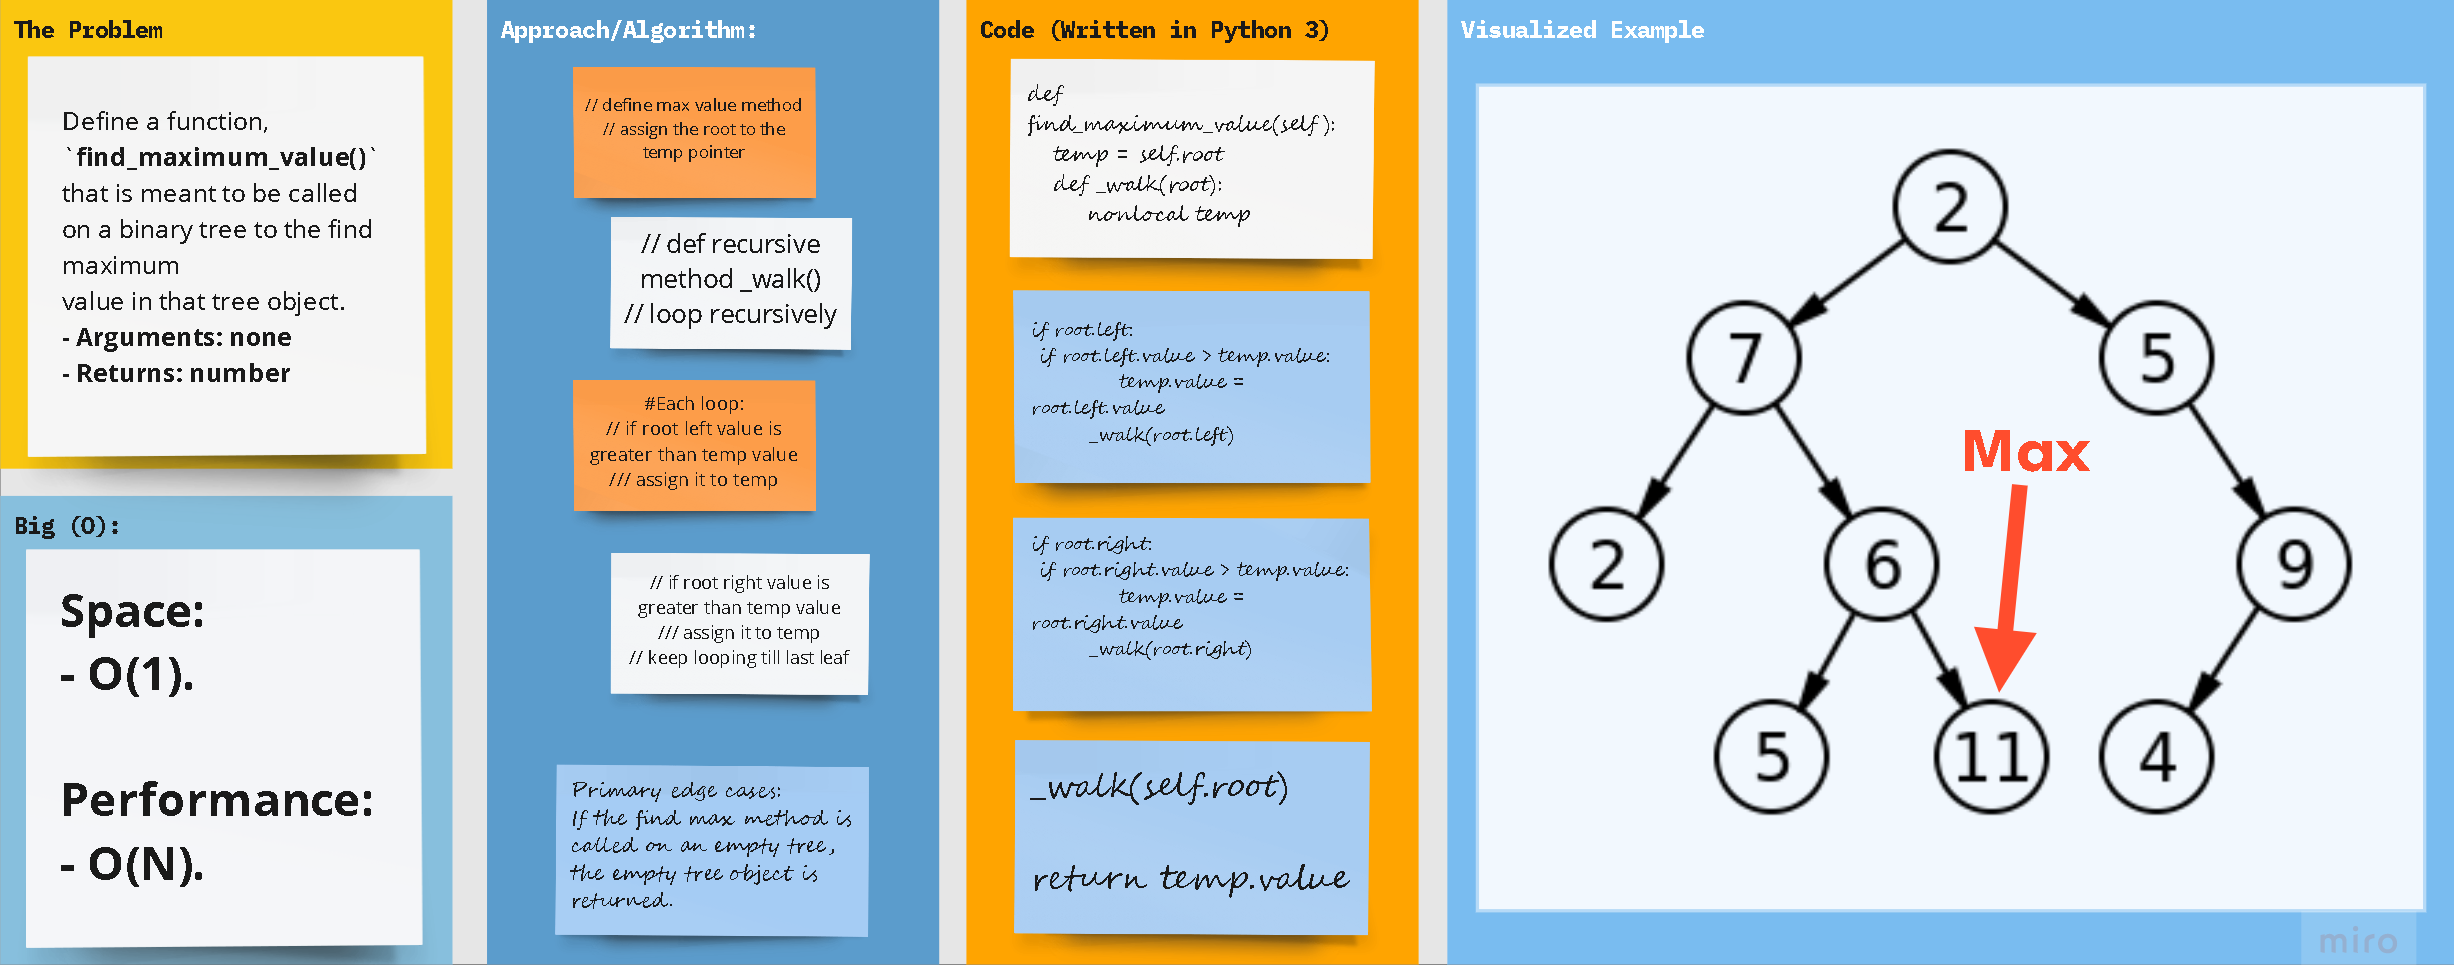 The Problem
Define a function,
`find_maximum_value()`
that is meant to be called
on a binary tree to the find
maximum
value in that tree object.
- Arguments: none
- Returns: number
Big (O):
Space:
- O(1).
Performance:
- O(N).
Approach/Algorithm:
// define max value method
// assign the root to the
temp pointer
// def recursive
method _walk()
// loop recursively
#Each loop:
// if root left value is
greater than temp value
/// assign it to temp
// if root right value is
greater than temp value
/// assign it to temp
// keep looping till last leaf
Primary edge cases:
If the find max method is
called on an empty tree,
the empty tree object is
returned.
Code (Written in Python 3)
def
find_maximum_value(self):
temp = self.root
def _walk(root):
nonlocal temp
if root.left:
if root.left.value > temp.value:
temp.value =
root.left.value
_walk(root.left)
if root.right:
if root.right.value > temp.value:
temp.value =
root.right.value
_walk(root.right)
_walk(self.root)
return temp.value
Visualized Example
2
7
5
Max
2
6
9
5
11
4
miro